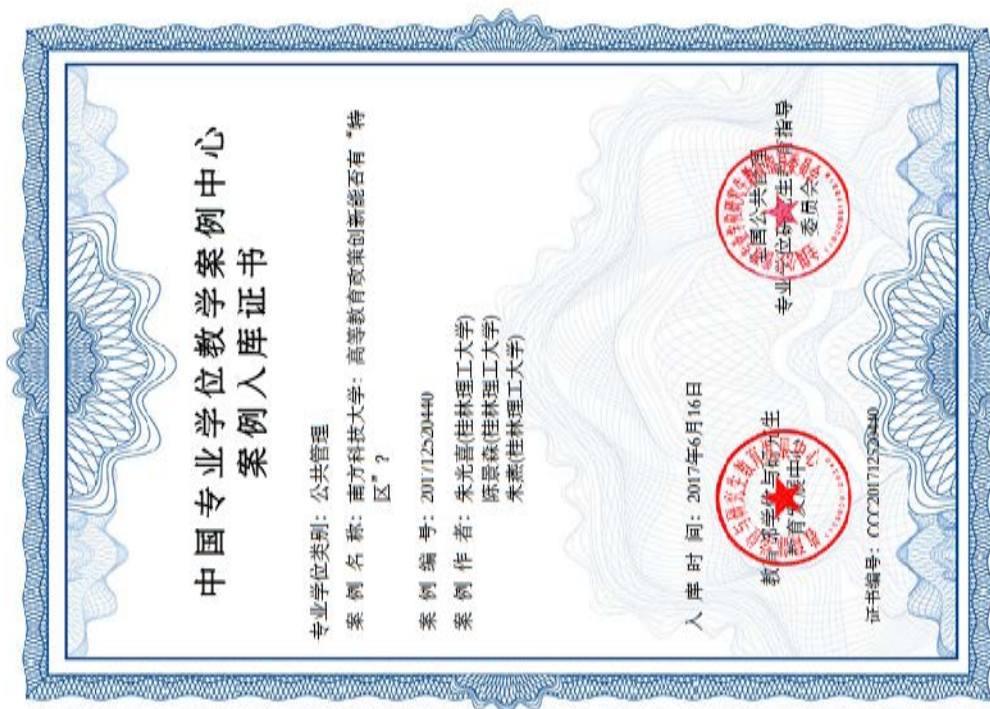 中国专业学位教学案例中心
案例入库证书
专业学位类别：公共管理
案例名称：南方科技大学：高等教育政策创新能否有“特
区”？
案例编号：201712520440
案例作者：朱光喜(桂林理工大学)
陈景森(桂林理工大学)
朱燕(桂林理工大学)
入库时间：2017年6月16日
教育部学位与研究生
教育发展中心
全国公共管理
专业学位研究生教育指导
委员会
证书编号：CCC201712520440